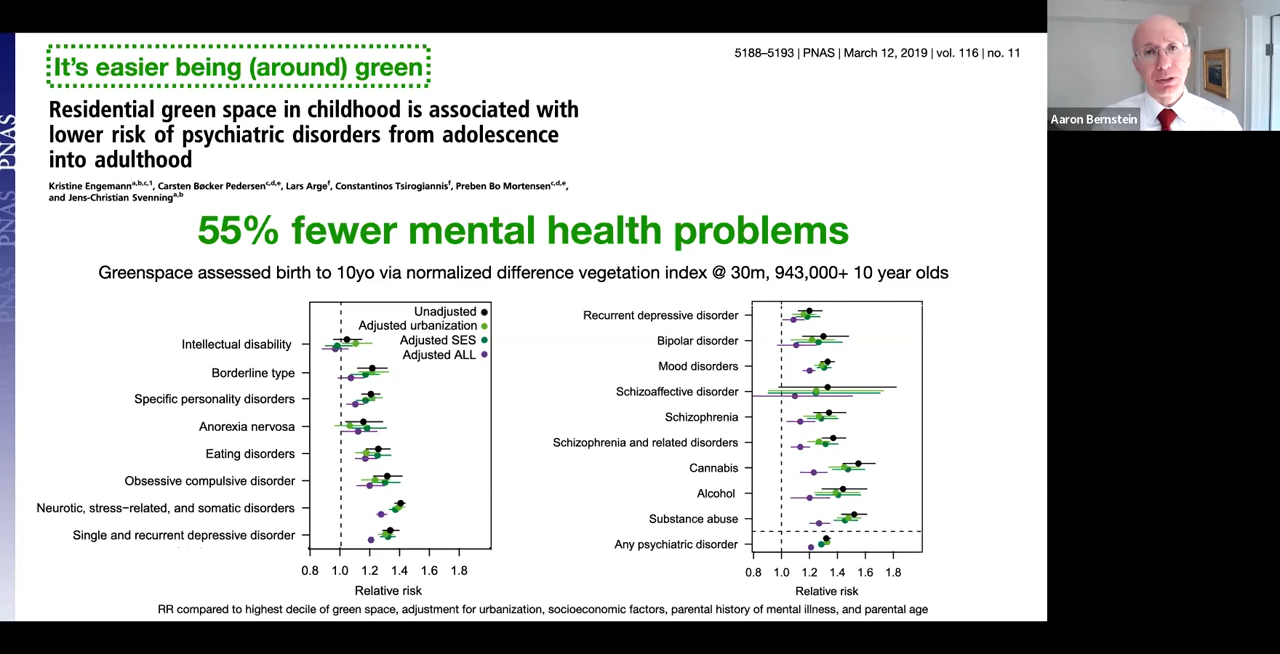 It's easier being (around) green
5188–5193 | PNAS | March 12, 2019 | vol. 116 | no. 11
Residential green space in childhood is associated with
lower risk of psychiatric disorders from adolescence
into adulthood
Kristine Engemann^a,b,c,1, Carsten Bøcker Pedersen^c,d,e, Lars Arge^f, Constantinos Tsirogiannis^f, Preben Bo Mortensen^c,d,e,
and Jens-Christian Svenning^a,b
PNAS
PNAS
PNAS
PNAS
Aaron Bernstein
55% fewer mental health problems
Greenspace assessed birth to 10yo via normalized difference vegetation index @ 30m, 943,000+ 10 year olds
Unadjusted
Adjusted urbanization
Adjusted SES
Adjusted ALL
Intellectual disability
Borderline type
Specific personality disorders
Anorexia nervosa
Eating disorders
Obsessive compulsive disorder
Neurotic, stress−related, and somatic disorders
Single and recurrent depressive disorder
0.8 1.0 1.2 1.4 1.6 1.8
Relative risk
Recurrent depressive disorder
Bipolar disorder
Mood disorders
Schizoaffective disorder
Schizophrenia
Schizophrenia and related disorders
Cannabis
Alcohol
Substance abuse
Any psychiatric disorder
0.8 1.0 1.2 1.4 1.6 1.8
Relative risk
RR compared to highest decile of green space, adjustment for urbanization, socioeconomic factors, parental history of mental illness, and parental age